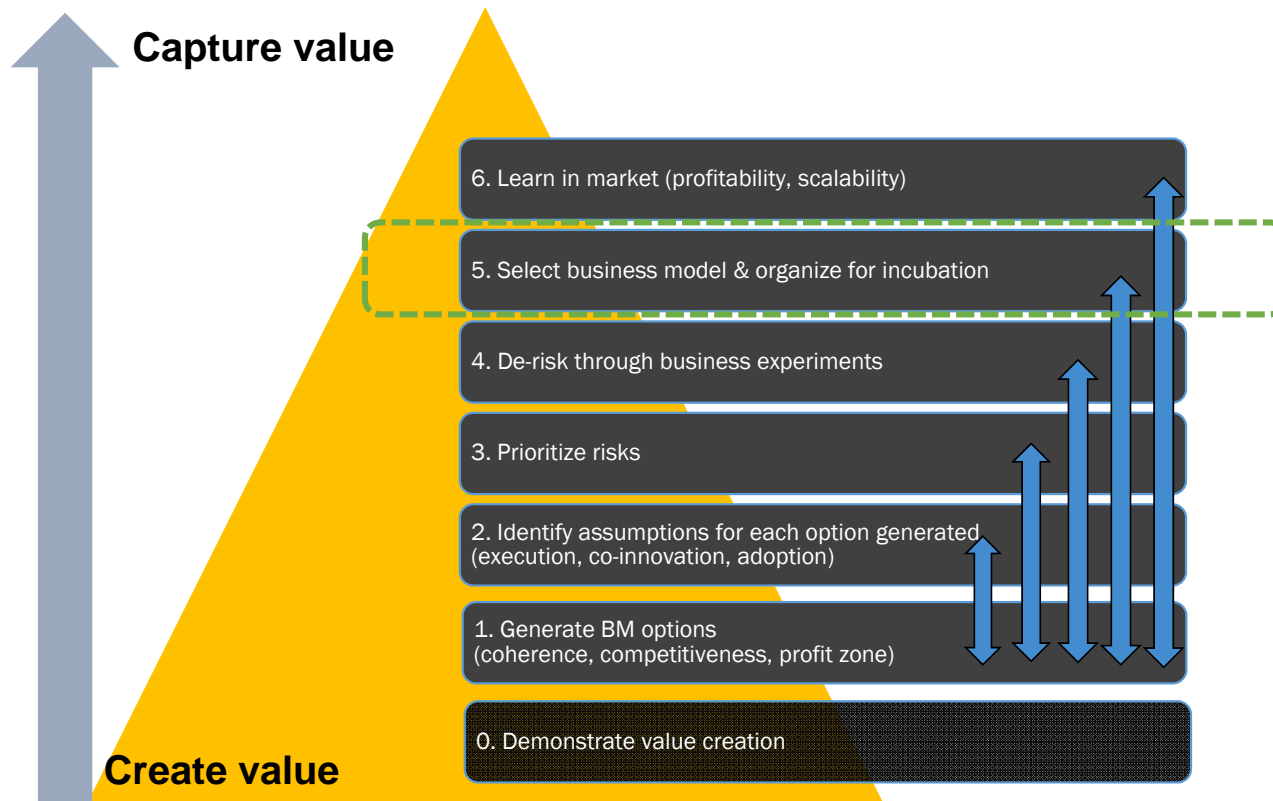 Capture value
6. Learn in market (profitability, scalability)
5. Select business model & organize for incubation
4. De-risk through business experiments
3. Prioritize risks
2. Identify assumptions for each option generated
(execution, co-innovation, adoption)
1. Generate BM options
(coherence, competitiveness, profit zone)
0. Demonstrate value creation
Create value